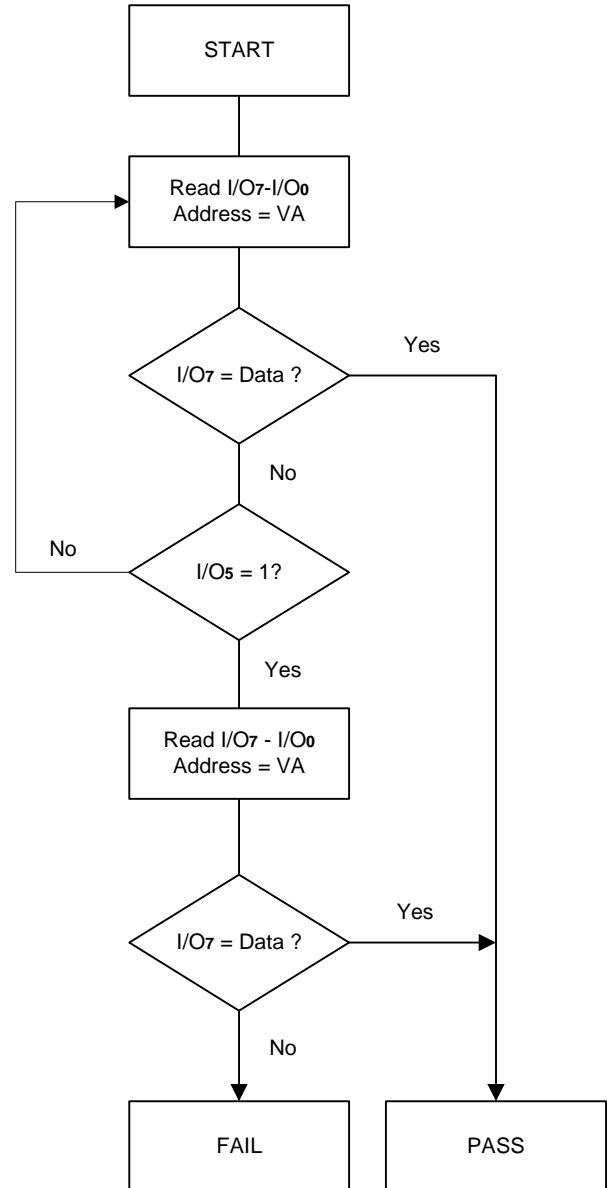 START
Read I/O7-I/O0
Address = VA
Yes
I/O7 = Data ?
No
No
I/O5 = 1?
Yes
Read I/O7 - I/O0
Address = VA
Yes
I/O7 = Data ?
No
FAIL
PASS